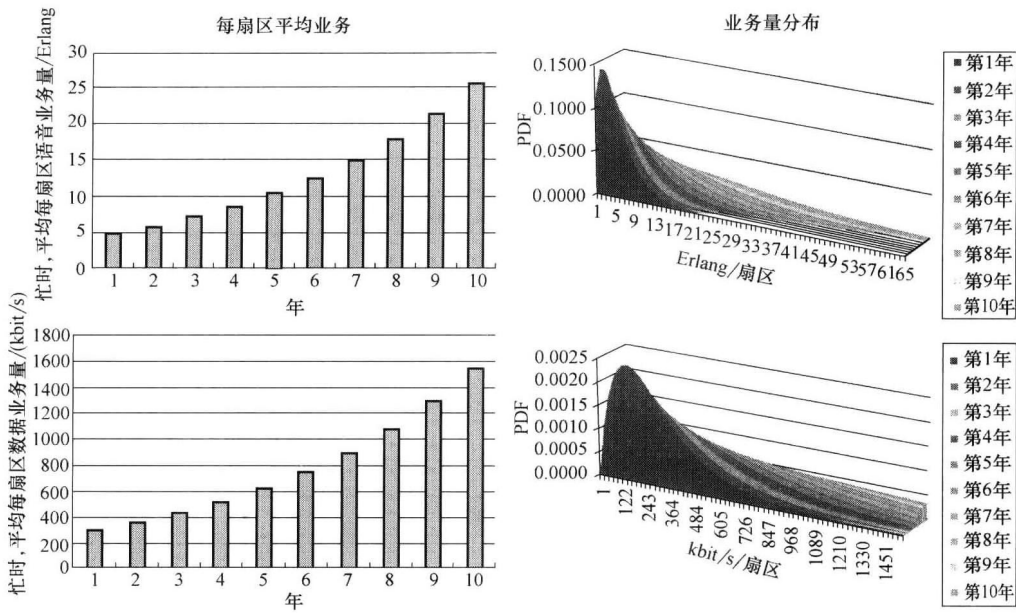 每扇区平均业务
忙时,平均每扇区语音业务量/Erlang
30
25
20
15
10
5
0
1 2 3 4 5 6 7 8 9 10
年
业务量分布
PDF
0.1500
0.1000
0.0500
0.0000
1 5 9 13 17 21 25 29 33 37 41 45 49 53 57 61 65
Erlang/扇区
第1年
第2年
第3年
第4年
第5年
第6年
第7年
第8年
第9年
第10年
忙时,平均每扇区数据业务量/(kbit/s)
1800
1600
1400
1200
1000
800
600
400
200
0
1 2 3 4 5 6 7 8 9 10
年
PDF
0.0025
0.0020
0.0015
0.0010
0.0005
0.0000
1 122 243 364 484 605 726 847 968 1089 1210 1330 1451
kbit/s/扇区
第1年
第2年
第3年
第4年
第5年
第6年
第7年
第8年
第9年
第10年